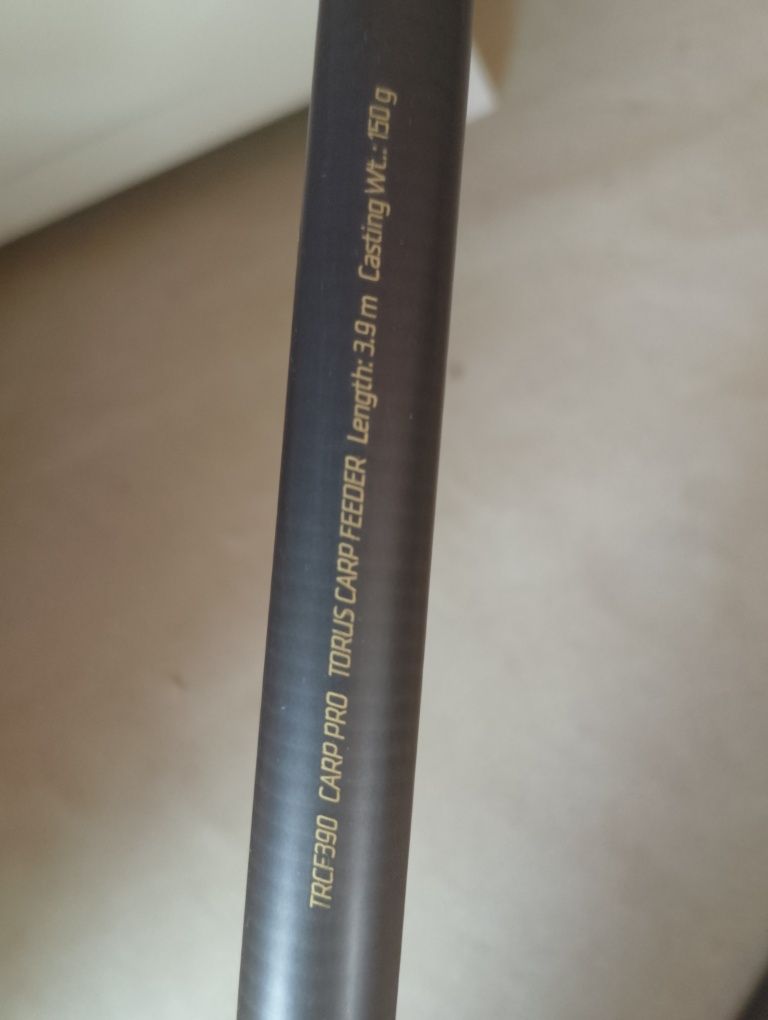 TRCF390 CARP PRO TORUS CARP FEEDER Length: 3.9 m Casting Wt.: 150 g